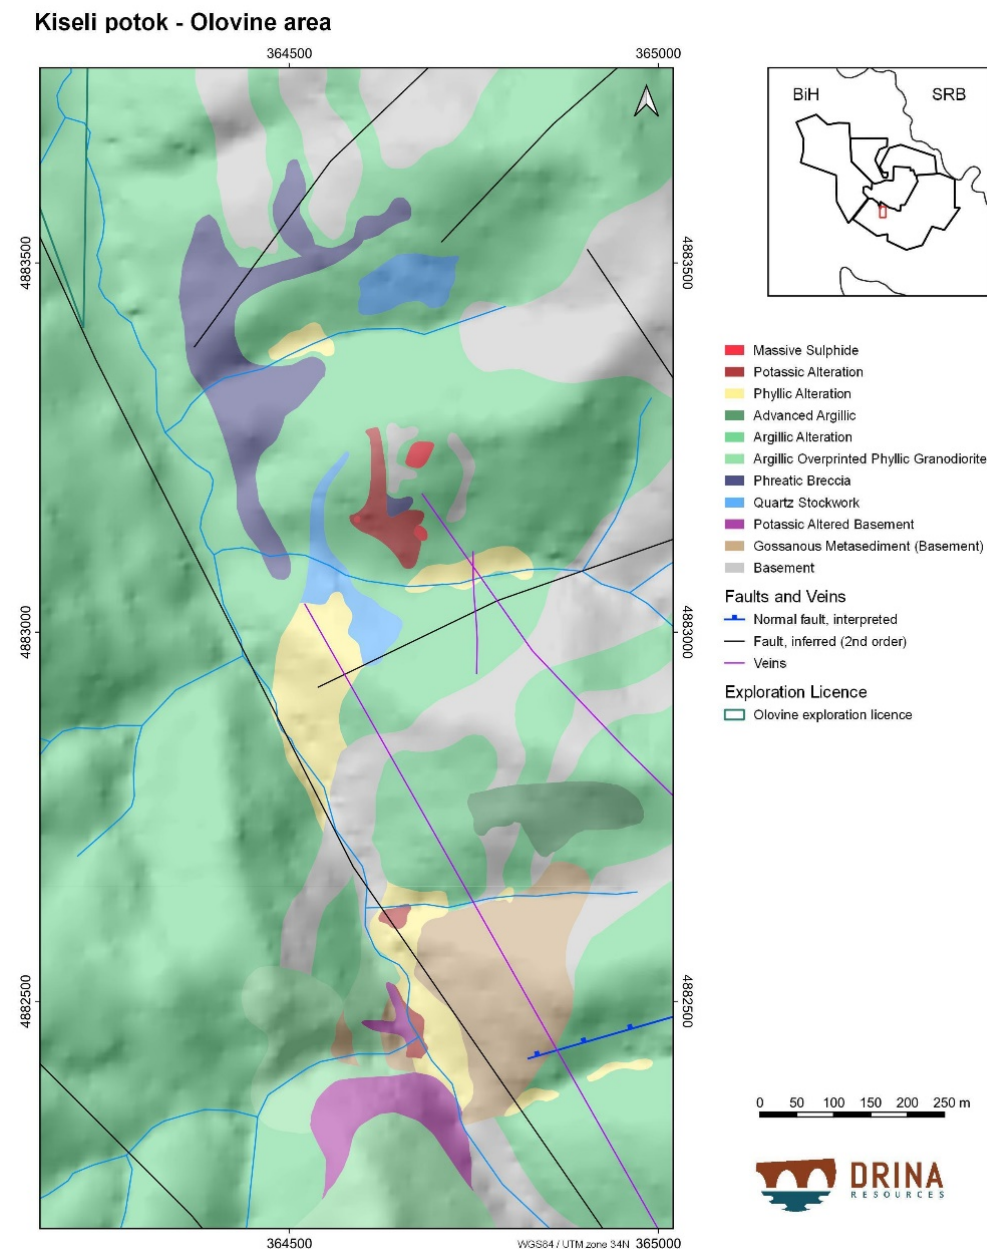 Kiseli potok - Olovine area
364500
365000
BiH
SRB
4883500
4883500
4883000
4883000
4882500
4882500
Massive Sulphide
Potassic Alteration
Phyllic Alteration
Advanced Argillic
Argillic Alteration
Argillic Overprinted Phyllic Granodiorite
Phreatic Breccia
Quartz Stockwork
Potassic Altered Basement
Gossanous Metasediment (Basement)
Basement
Faults and Veins
Normal fault, interpreted
Fault, inferred (2nd order)
Veins
Exploration Licence
Olovine exploration licence
0 50 100 150 200 250 m
DRINA
RESOURCES
364500
WGS84 / UTM zone 34N
365000